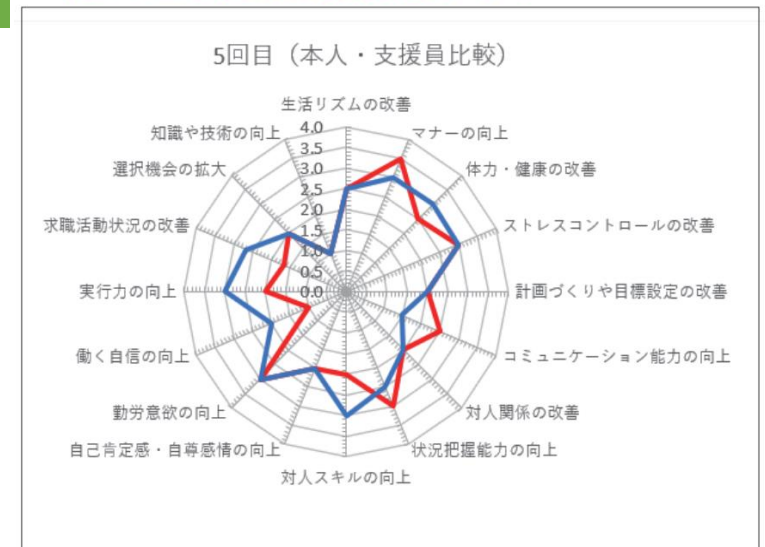 5回目（本人・支援員比較）
生活リズムの改善
マナーの向上
体力・健康の改善
ストレスコントロールの改善
計画づくりや目標設定の改善
コミュニケーション能力の向上
対人関係の改善
状況把握能力の向上
対人スキルの向上
自己肯定感・自尊感情の向上
勤労意欲の向上
働く自信の向上
実行力の向上
求職活動状況の改善
選択機会の拡大
知識や技術の向上
4.0
3.5
3.0
2.5
2.0
1.5
1.0
0.5
0.0